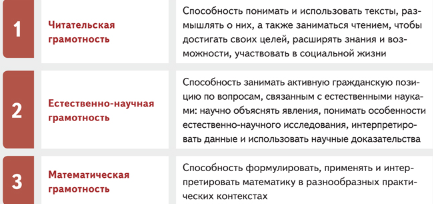 1
Читательская
грамотность
Способность понимать и использовать тексты, раз-
мышлять о них, а также заниматься чтением, чтобы
достигать своих целей, расширять знания и воз-
можности, участвовать в социальной жизни
2
Естественно-научная
грамотность
Способность занимать активную гражданскую пози-
цию по вопросам, связанным с естественными наука-
ми: научно объяснять явления, понимать особенности
естественно-научного исследования, интерпретиро-
вать данные и использовать научные доказательства
3
Математическая
грамотность
Способность формулировать, применять и интер-
претировать математику в разнообразных практи-
ческих контекстах